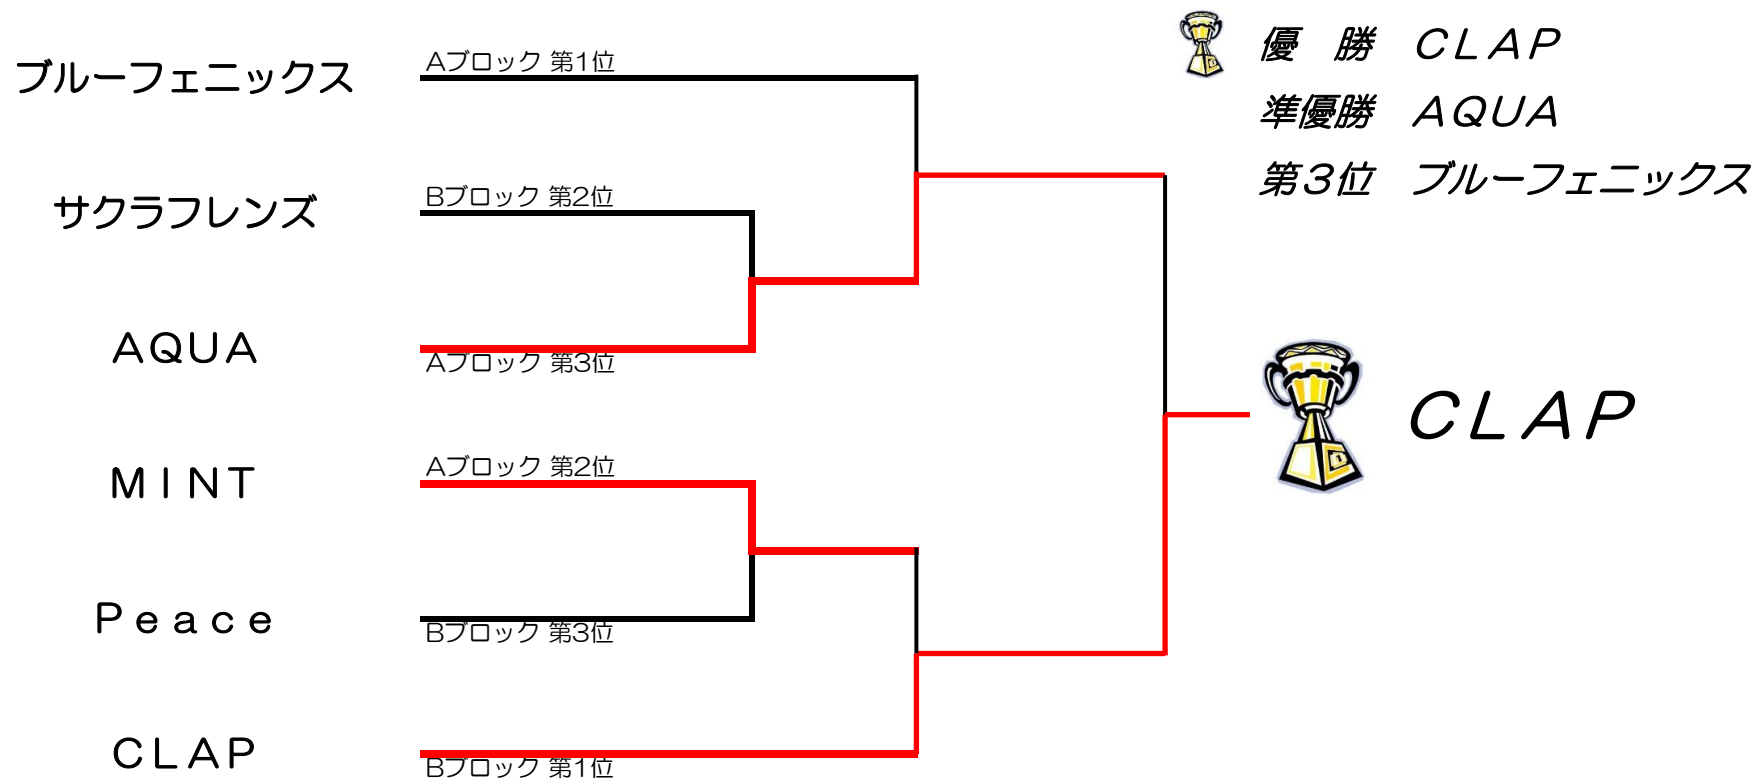 優　勝　ＣＬＡＰ
準優勝　ＡＱＵＡ
第３位　ブルーフェニックス
ブルーフェニックス
Aブロック 第1位
サクラフレンズ
Bブロック 第2位
ＡＱＵＡ
Aブロック 第3位
ＭＩＮＴ
Aブロック 第2位
Ｐｅａｃｅ
Bブロック 第3位
ＣＬＡＰ
Bブロック 第1位
ＣＬＡＰ